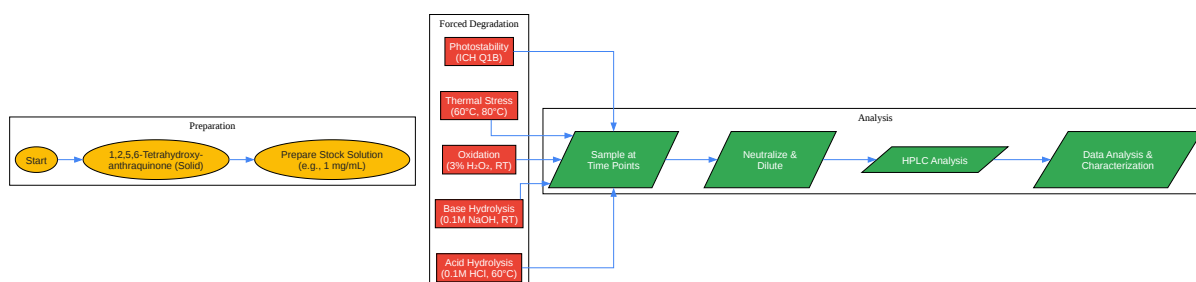 Preparation
Start
1,2,5,6-Tetrahydroxy-
anthraquinone (Solid)
Prepare Stock Solution
(e.g., 1 mg/mL)
Forced Degradation
Photostability
(ICH Q1B)
Thermal Stress
(60°C, 80°C)
Oxidation
(3% H₂O₂, RT)
Base Hydrolysis
(0.1M NaOH, RT)
Acid Hydrolysis
(0.1M HCl, 60°C)
Analysis
Sample at
Time Points
Neutralize &
Dilute
HPLC Analysis
Data Analysis &
Characterization